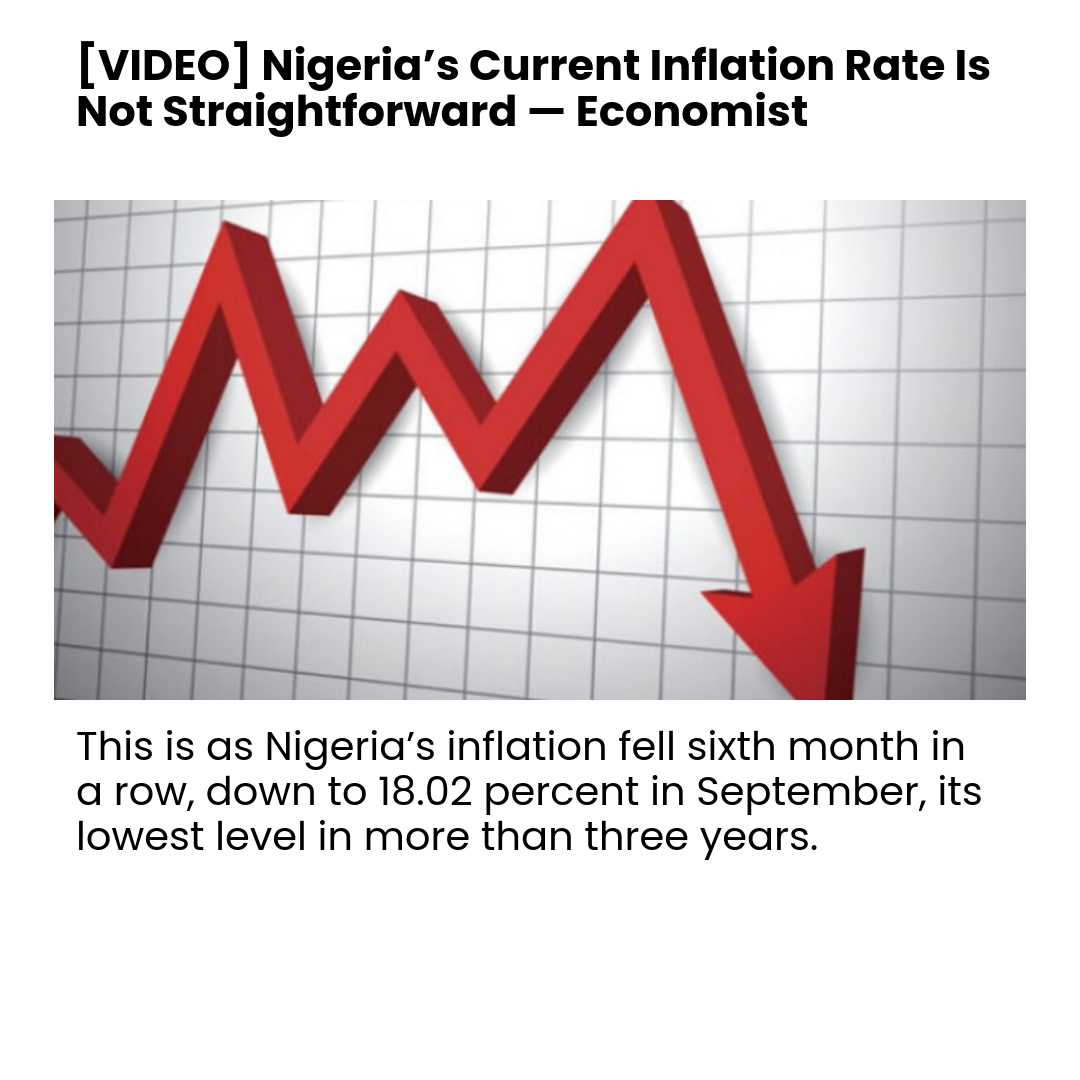 [VIDEO] Nigeria’s Current Inflation Rate Is
Not Straightforward — Economist
This is as Nigeria’s inflation fell sixth month in
a row, down to 18.02 percent in September, its
lowest level in more than three years.